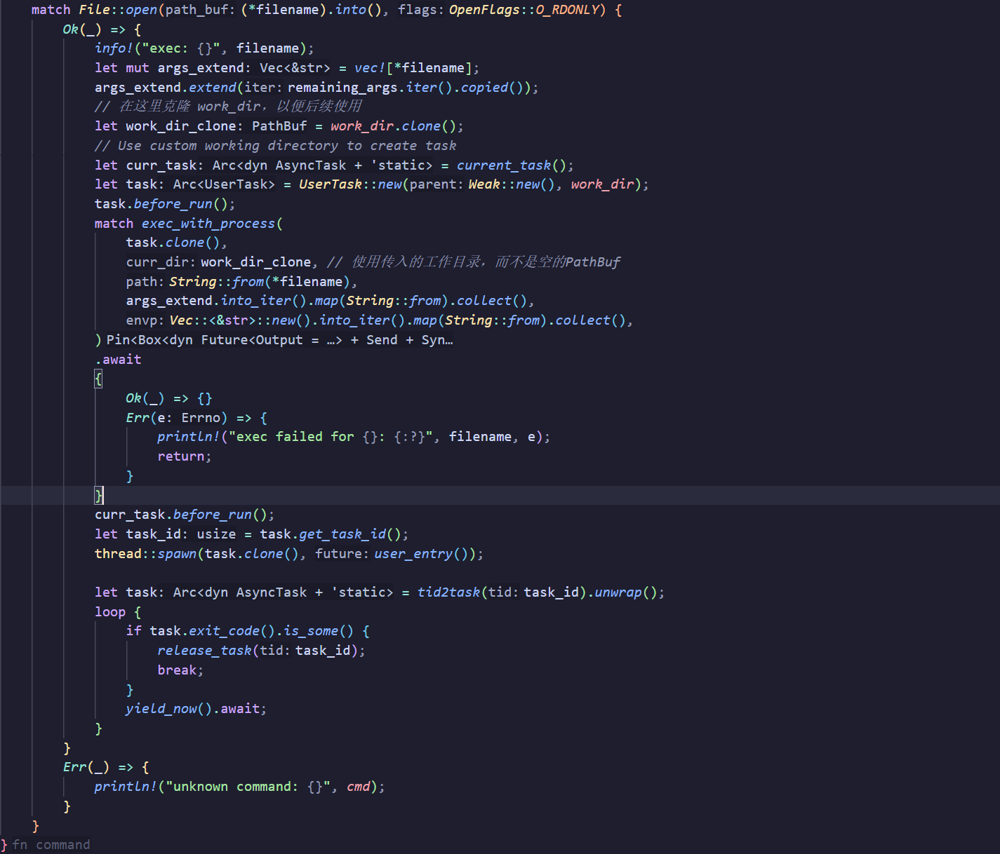 match File::open(path_buf: (*filename).into(), flags: OpenFlags::O_RDONLY) {
    Ok(_) => {
        info!("exec: {}", filename);
        let mut args_extend: Vec<&str> = vec![*filename];
        args_extend.extend(iter: remaining_args.iter().copied());
        // 在这里克隆 work_dir，以便后续使用
        let work_dir_clone: PathBuf = work_dir.clone();
        // Use custom working directory to create task
        let curr_task: Arc<dyn AsyncTask + 'static> = current_task();
        let task: Arc<UserTask> = UserTask::new(parent: Weak::new(), work_dir);
        task.before_run();
        match exec_with_process(
            task.clone(),
            curr_dir: work_dir_clone, // 使用传入的工作目录，而不是空的PathBuf
            path: String::from(*filename),
            args_extend.into_iter().map(String::from).collect(),
            envp: Vec::<&str>::new().into_iter().map(String::from).collect(),
        ) Pin<Box<dyn Future<Output = …> + Send + Syn…
        .await
        {
            Ok(_) => {}
            Err(e: Errno) => {
                println!("exec failed for {}: {:?}", filename, e);
                return;
            }
        }
        curr_task.before_run();
        let task_id: usize = task.get_task_id();
        thread::spawn(task.clone(), future: user_entry());

        let task: Arc<dyn AsyncTask + 'static> = tid2task(tid: task_id).unwrap();
        loop {
            if task.exit_code().is_some() {
                release_task(tid: task_id);
                break;
            }
            yield_now().await;
        }
    }
    Err(_) => {
        println!("unknown command: {}", cmd);
    }
}
} fn command